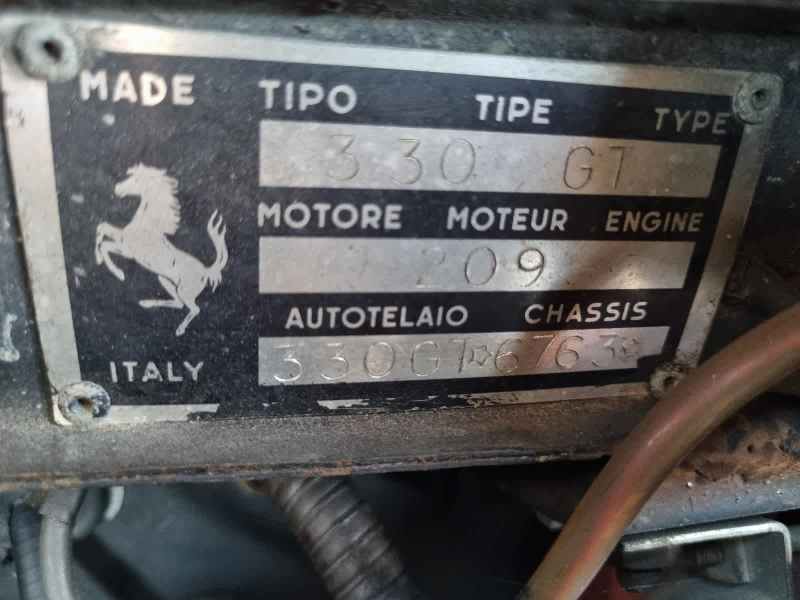 MADE TIPO TIPE TYPE
330 GT
MOTORE MOTEUR ENGINE
209
AUTOTELAIO CHASSIS
330GT 6763
ITALY